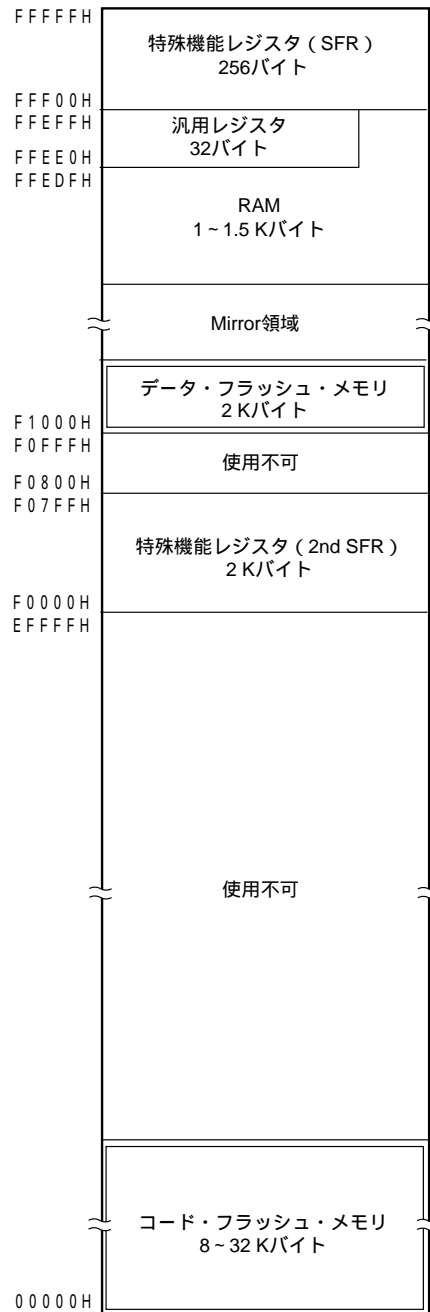 FFFFFH
特殊機能レジスタ(SFR)
256バイト
FFF00H
FFEFFH
汎用レジスタ
32バイト
FFEE0H
FFEDFH
RAM
1~1.5 Kバイト
Mirror領域
データ・フラッシュ・メモリ
2 Kバイト
F1000H
F0FFFH
使用不可
F0800H
F07FFH
特殊機能レジスタ(2nd SFR)
2 Kバイト
F0000H
EFFFFH
使用不可
コード・フラッシュ・メモリ
8~32 Kバイト
00000H